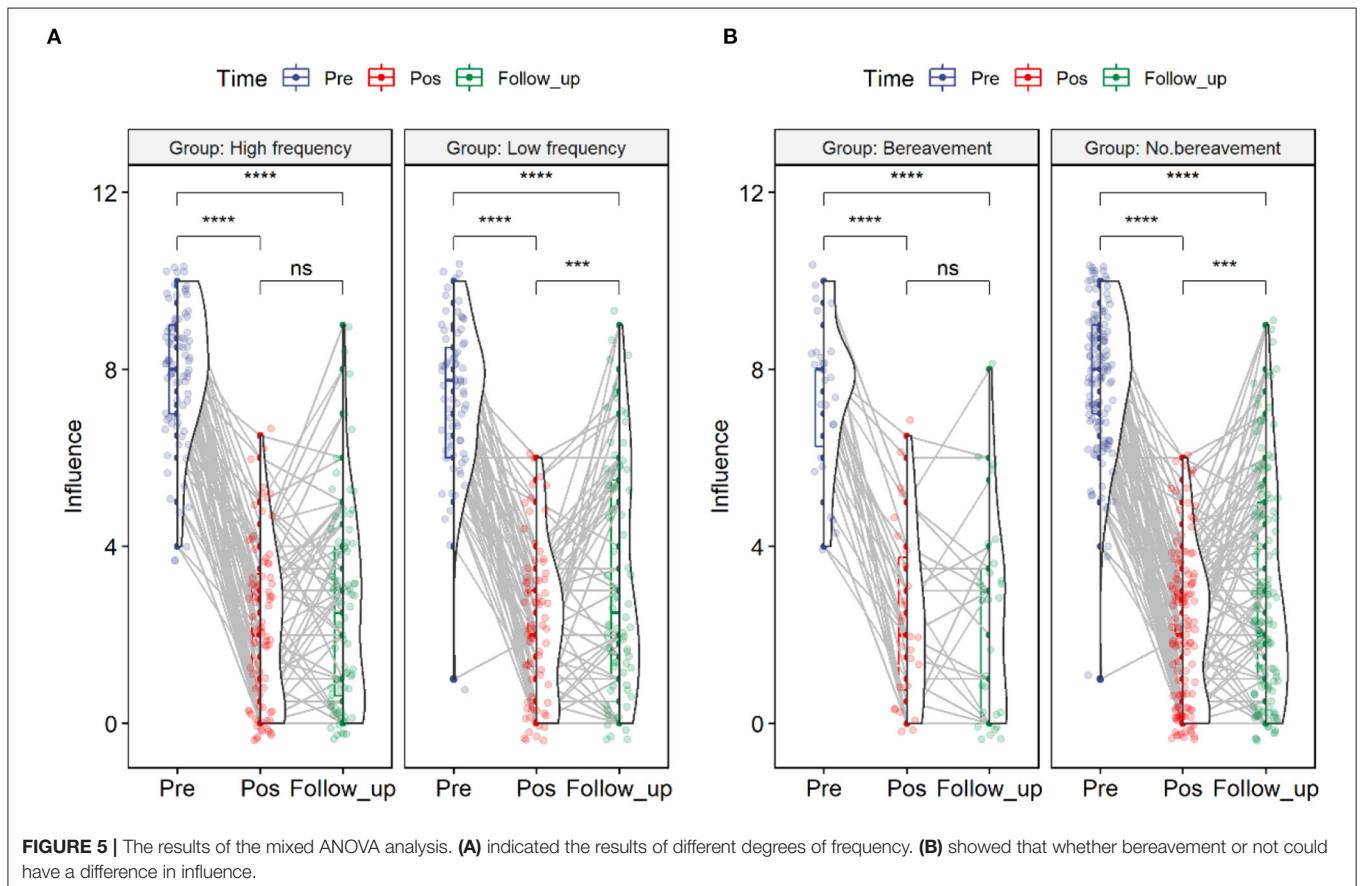 A
Time Pre Pos Follow_up
Group: High frequency Group: Low frequency
**** ****
12
**** ****
ns ***
8
Influence
4
0
Pre Pos Follow_up Pre Pos Follow_up
B
Time Pre Pos Follow_up
Group: Bereavement Group: No.bereavement
**** ****
12
**** ****
ns ***
8
Influence
4
0
Pre Pos Follow_up Pre Pos Follow_up
FIGURE 5 | The results of the mixed ANOVA analysis. (A) indicated the results of different degrees of frequency. (B) showed that whether bereavement or not could
have a difference in influence.